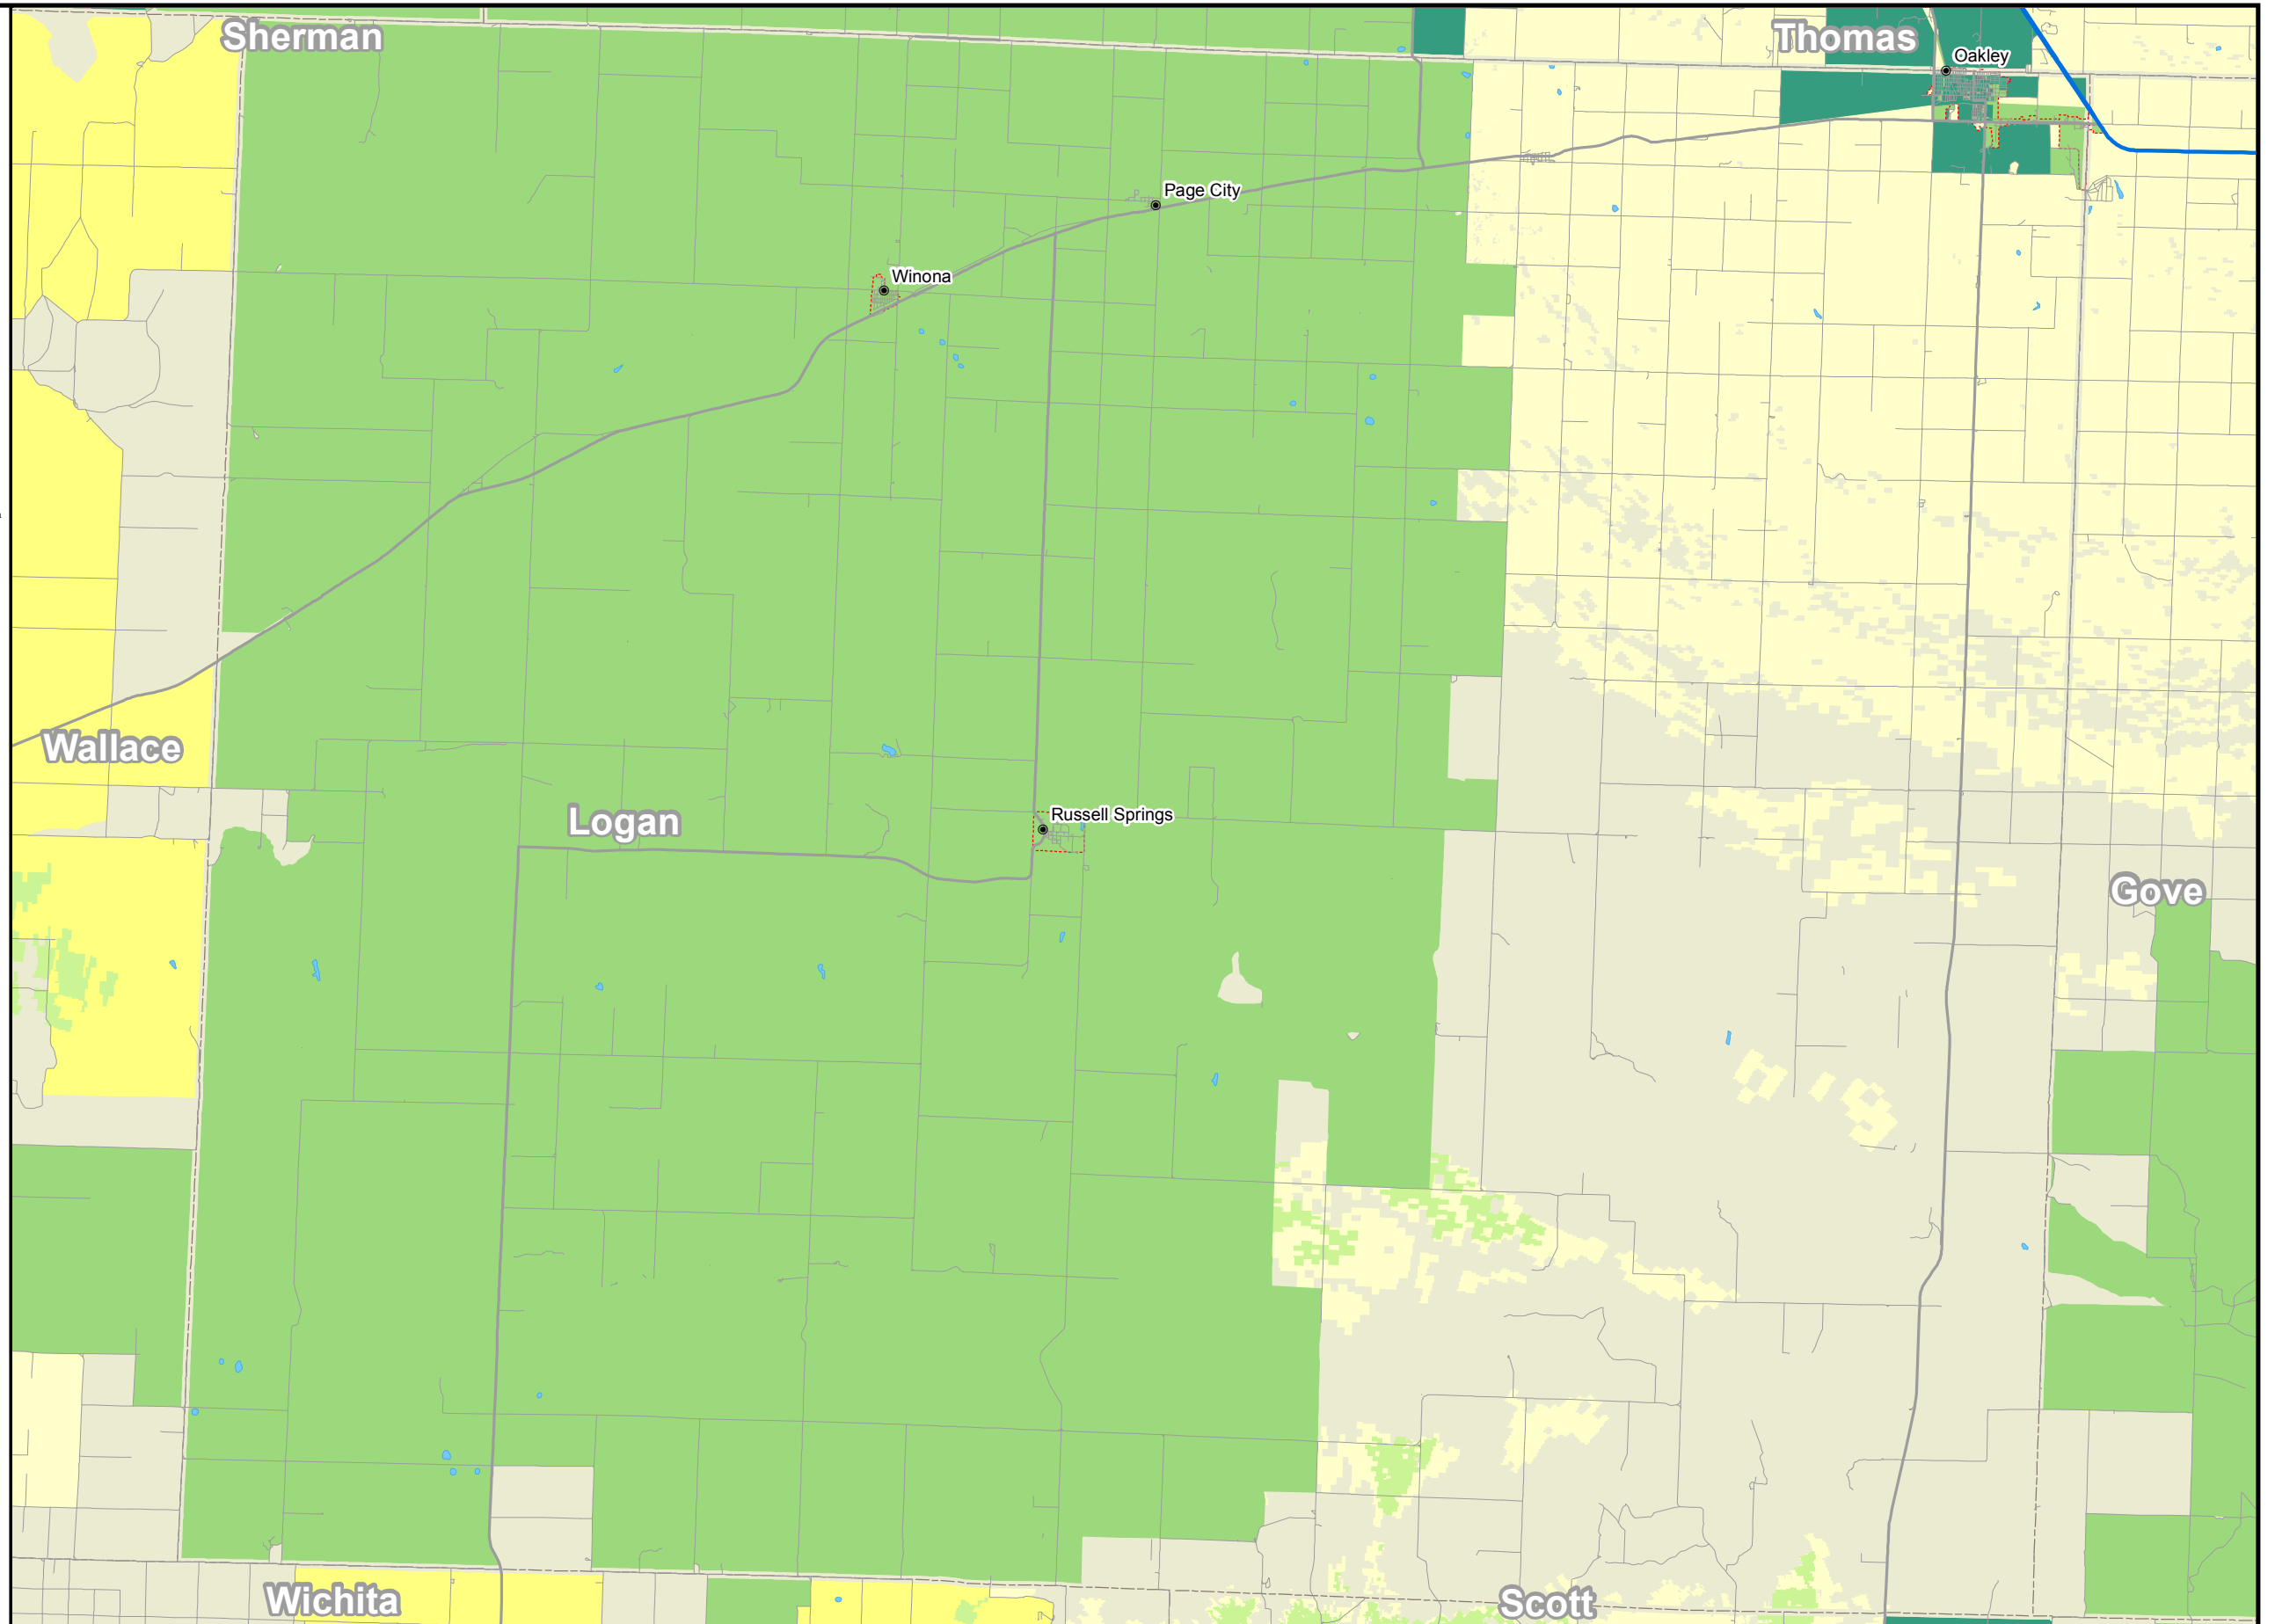 Sherman
Thomas
Oakley
Page City
Winona
Wallace
Russell Springs
Logan
Gove
Wichita
Scott